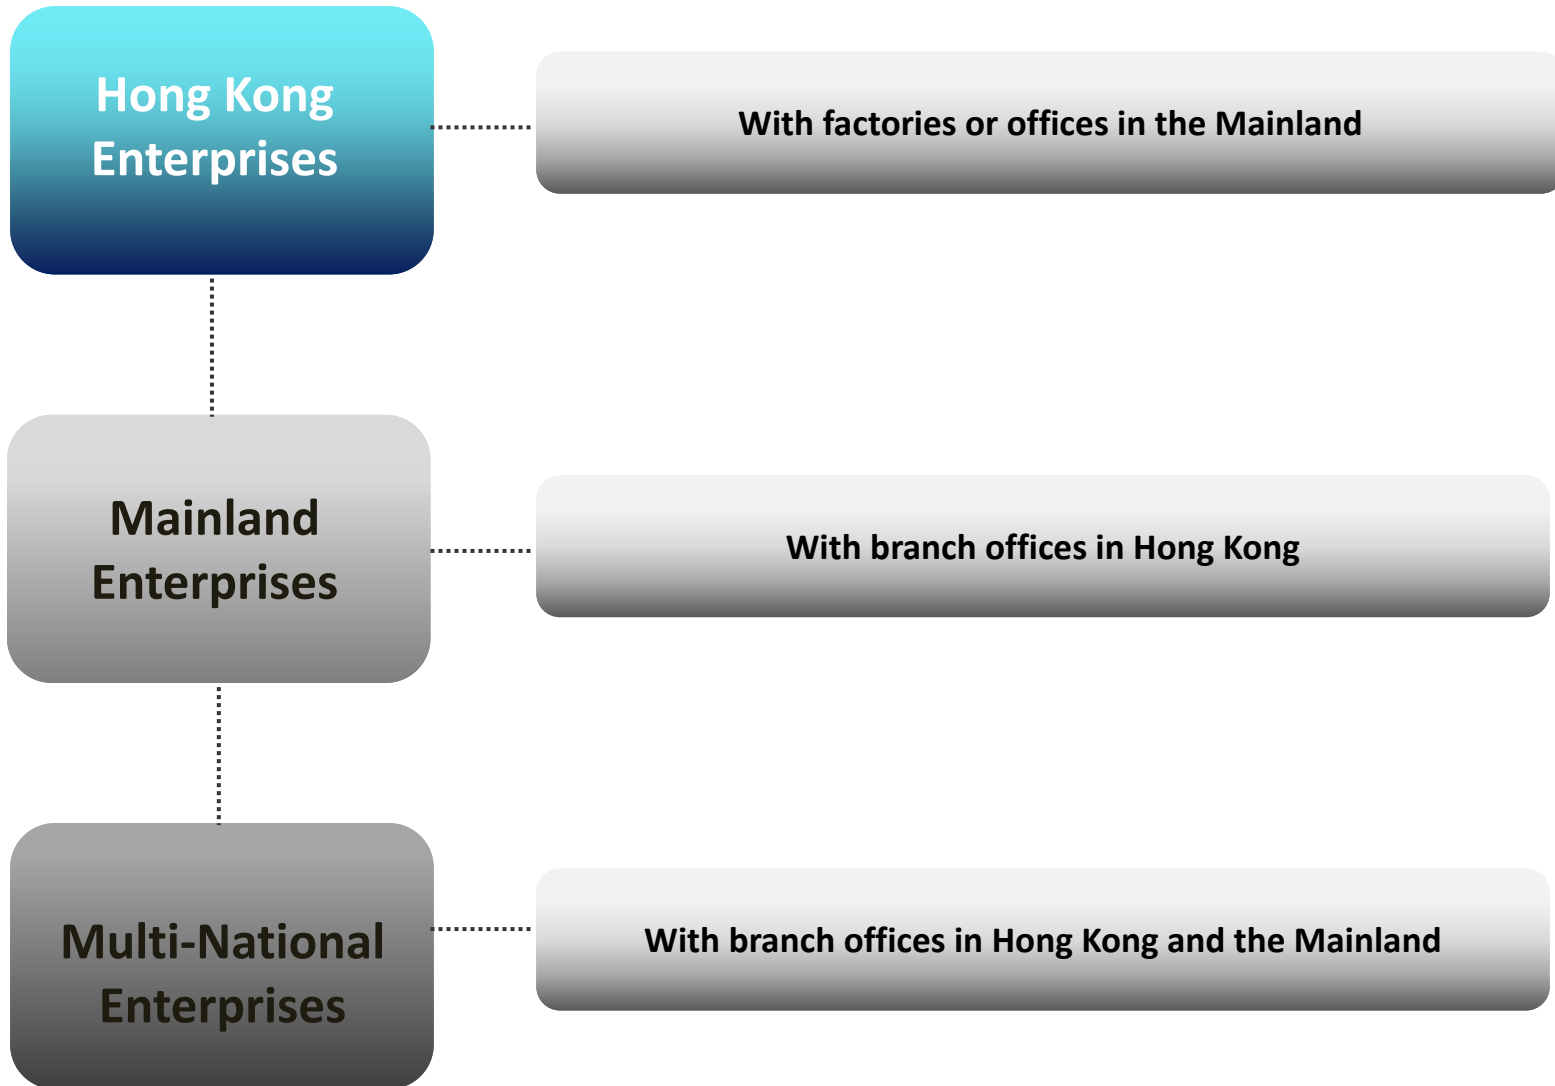 Hong Kong
Enterprises
With factories or offices in the Mainland
Mainland
Enterprises
With branch offices in Hong Kong
Multi-National
Enterprises
With branch offices in Hong Kong and the Mainland